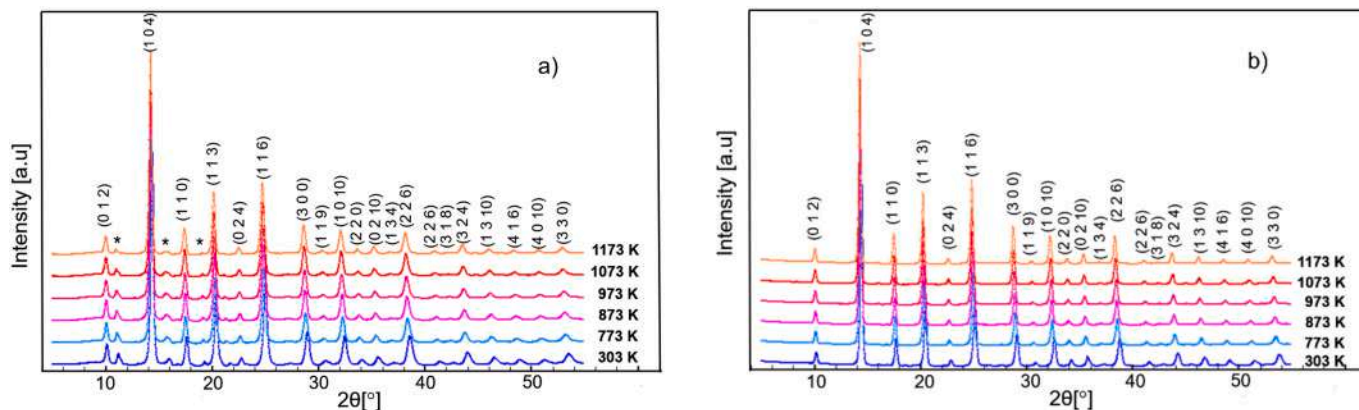 a)
Intensity [a.u]
(0 1 2)
*
(1 0 4)
*
(1 1 0)
*
(1 1 3)
(0 2 4)
(1 1 6)
(3 0 0)
(1 1 9)
(1 0 10)
(2 2 0)
(0 2 10)
(1 3 4)
(2 2 6)
(2 2 6)
(3 1 8)
(3 2 4)
(1 3 10)
(4 1 6)
(4 0 10)
(3 3 0)
1173 K
1073 K
973 K
873 K
773 K
303 K
10 20 30 40 50
2θ[°]
b)
Intensity [a.u]
(0 1 2)
(1 0 4)
(1 1 0)
(1 1 3)
(0 2 4)
(1 1 6)
(3 0 0)
(1 1 9)
(1 0 10)
(2 2 0)
(0 2 10)
(1 3 4)
(2 2 6)
(2 2 6)
(3 1 8)
(3 2 4)
(1 3 10)
(4 1 6)
(4 0 10)
(3 3 0)
1173 K
1073 K
973 K
873 K
773 K
303 K
10 20 30 40 50
2θ[°]